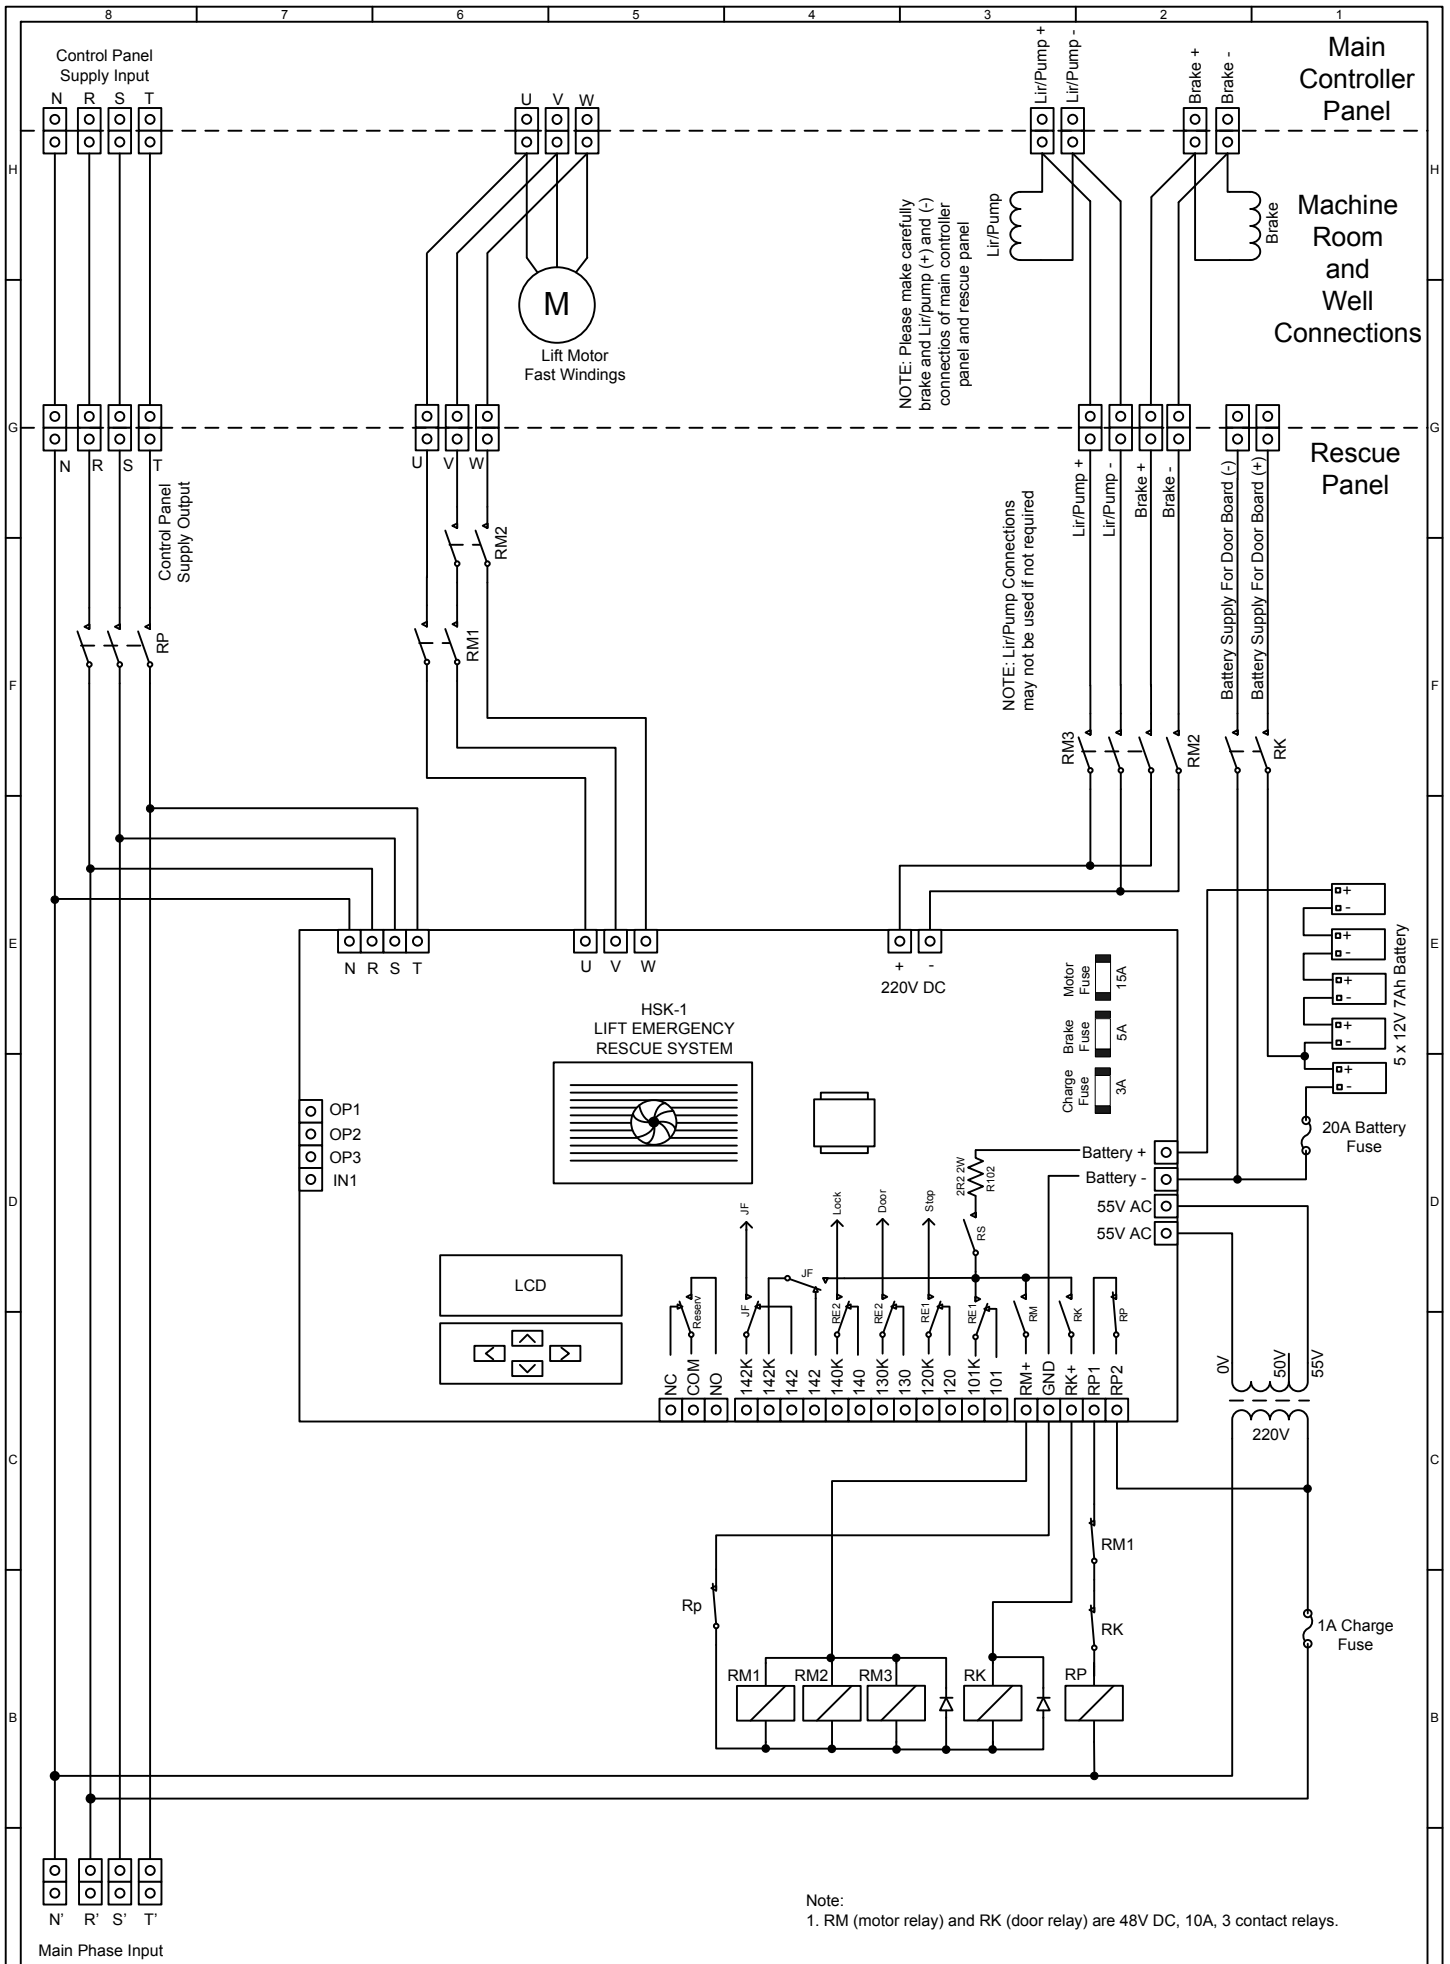 8 7 6 5 4 3 2 1
Control Panel
Supply Input
N R S T
U V W
Lir/Pump +
Lir/Pump -
Brake +
Brake -
Main
Controller
Panel
H H
Lir/Pump
Brake
Machine
Room
and
Well
Connections
NOTE: Please make carefully
brake and Lir/pump (+) and (-)
connectios of main controller
panel and rescue panel
M
Lift Motor
Fast Windings
G G
N R S T
Control Panel
Supply Output
U V W
Lir/Pump +
Lir/Pump -
Brake +
Brake -
Battery Supply For Door Board (-)
Battery Supply For Door Board (+)
Rescue
Panel
NOTE: Lir/Pump Connections
may not be used if not required
RM2
RP
RM1
F F
RM3
RM2
RK
E E
N R S T
U V W
+ -
220V DC
HSK-1
LIFT EMERGENCY
RESCUE SYSTEM
Motor
Fuse
15A
Brake
Fuse
5A
Charge
Fuse
3A
+
-
+
-
+
-
+
-
+
-
5 x 12V 7Ah Battery
20A Battery
Fuse
OP1
OP2
OP3
IN1
Battery +
Battery -
55V AC
55V AC
D D
2R2 2W
R102
RS
JF
Lock
Door
Stop
LCD
Reserv
JF
JF
RE2
RE2
RE1
RE1
RM
RK
RP
NC
COM
NO
142K
142K
142
142
140K
140
130K
130
120K
120
101K
101
RM+
GND
RK+
RP1
RP2
0V
50V
55V
220V
C C
RM1
Rp
RK
1A Charge
Fuse
RM1 RM2 RM3 RK RP
B B
N' R' S' T'
Main Phase Input
Note:
1. RM (motor relay) and RK (door relay) are 48V DC, 10A, 3 contact relays.